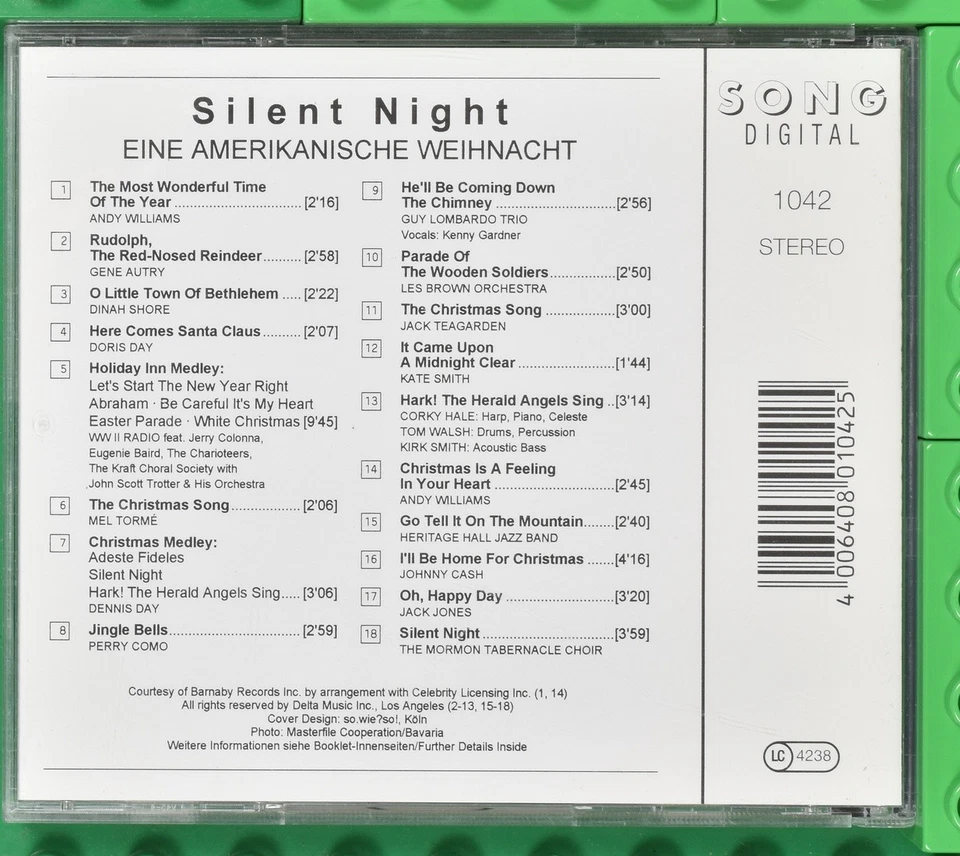 Silent Night
EINE AMERIKANISCHE WEIHNACHT
1 The Most Wonderful Time
Of The Year ............................... [2'16]
ANDY WILLIAMS
2 Rudolph,
The Red-Nosed Reindeer......... [2'58]
GENE AUTRY
3 O Little Town Of Bethlehem ..... [2'22]
DINAH SHORE
4 Here Comes Santa Claus......... [2'07]
DORIS DAY
5 Holiday Inn Medley:
Let's Start The New Year Right
Abraham · Be Careful It's My Heart
Easter Parade · White Christmas [9'45]
WW II RADIO feat. Jerry Colonna,
Eugenie Baird, The Charioteers,
The Kraft Choral Society with
John Scott Trotter & His Orchestra
6 The Christmas Song................. [2'06]
MEL TORMÉ
7 Christmas Medley:
Adeste Fideles
Silent Night
Hark! The Herald Angels Sing..... [3'06]
DENNIS DAY
8 Jingle Bells................................ [2'59]
PERRY COMO
9 He'll Be Coming Down
The Chimney .............................[2'56]
GUY LOMBARDO TRIO
Vocals: Kenny Gardner
10 Parade Of
The Wooden Soldiers................[2'50]
LES BROWN ORCHESTRA
11 The Christmas Song .................[3'00]
JACK TEAGARDEN
12 It Came Upon
A Midnight Clear .......................[1'44]
KATE SMITH
13 Hark! The Herald Angels Sing ..[3'14]
CORKY HALE: Harp, Piano, Celeste
TOM WALSH: Drums, Percussion
KIRK SMITH: Acoustic Bass
14 Christmas Is A Feeling
In Your Heart .............................[2'45]
ANDY WILLIAMS
15 Go Tell It On The Mountain.......[2'40]
HERITAGE HALL JAZZ BAND
16 I'll Be Home For Christmas ......[4'16]
JOHNNY CASH
17 Oh, Happy Day ..........................[3'20]
JACK JONES
18 Silent Night ................................[3'59]
THE MORMON TABERNACLE CHOIR
Courtesy of Barnaby Records Inc. by arrangement with Celebrity Licensing Inc. (1, 14)
All rights reserved by Delta Music Inc., Los Angeles (2-13, 15-18)
Cover Design: so.wie?so!, Köln
Photo: Masterfile Cooperation/Bavaria
Weitere Informationen siehe Booklet-Innenseiten/Further Details Inside
SONG
DIGITAL
1042
STEREO
4 006408 010425
LC 4238